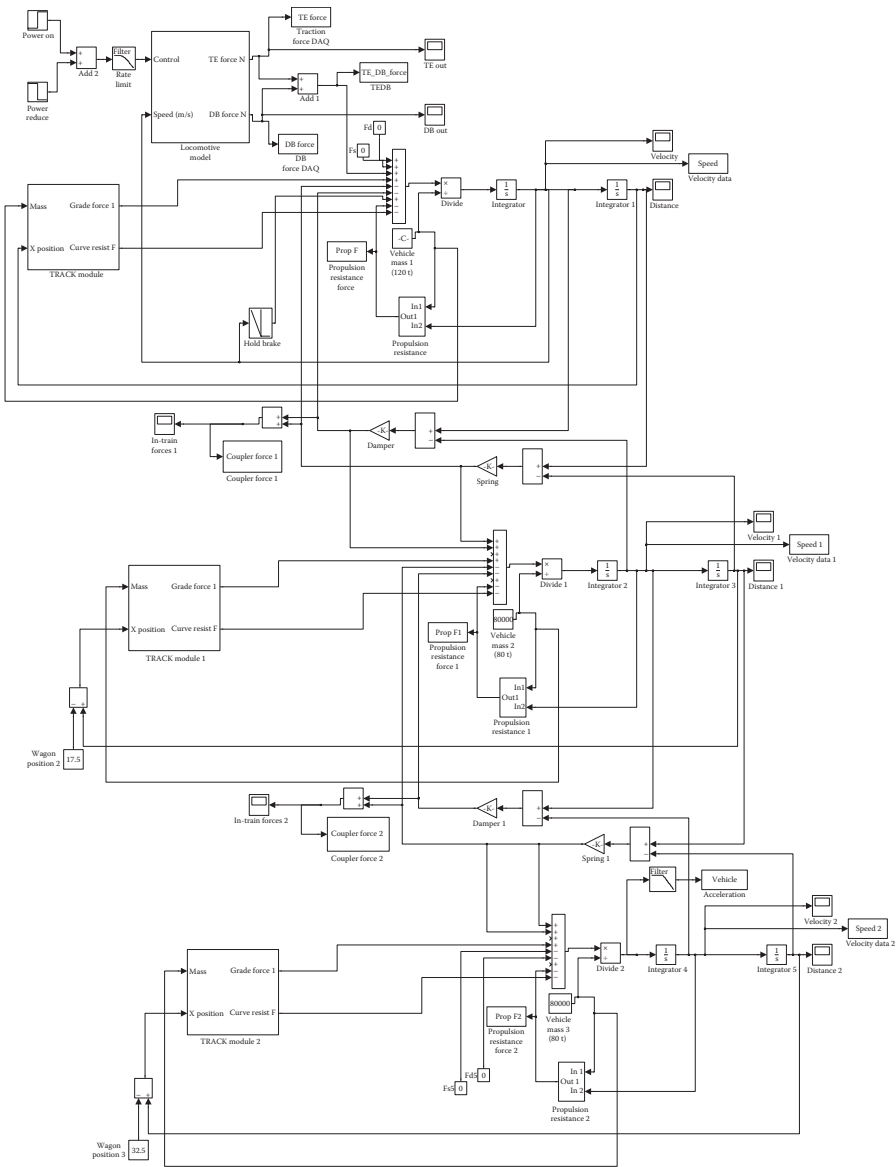 Power on
Power
reduce
+
+
Add 2
Filter
Rate
limit
Control
TE force N
Speed (m/s)
DB force N
Locomotive
model
TE force
Traction
force DAQ
TE out
+
+
Add 1
TE_DB_force
TEDB
DB out
DB force
DB
force DAQ
Fd 0
Fs 0
Mass
Grade force 1
X position
Curve resist F
TRACK module
×
÷
Divide
1
s
Integrator
1
s
Integrator 1
Velocity
Speed
Velocity data
Distance
Prop F
Propulsion
resistance
force
-C-
Vehicle
mass 1
(120 t)
In1
Out1
In2
Propulsion
resistance
Hold brake
In-train
forces 1
+
+
Coupler force 1
Coupler force 1
-K-
Damper
+
−
-K-
Spring
+
−
Mass
Grade force 1
X position
Curve resist F
TRACK module 1
×
÷
Divide 1
1
s
Integrator 2
1
s
Integrator 3
Velocity 1
Speed 1
Velocity data 1
Distance 1
Prop F1
Propulsion
resistance
force 1
80000
Vehicle
mass 2
(80 t)
In1
Out1
In2
Propulsion
resistance 1
− +
Wagon
position 2
17.5
In-train forces 2
+
+
Coupler force 2
Coupler force 2
-K-
Damper 1
+
−
-K-
Spring 1
+
−
Filter
Vehicle
Acceleration
Mass
Grade force 1
X position
Curve resist F
TRACK module 2
×
÷
Divide 2
1
s
Integrator 4
1
s
Integrator 5
Velocity 2
Speed 2
Velocity data 2
Distance 2
Prop F2
Propulsion
resistance
force 2
80000
Vehicle
mass 3
(80 t)
Fs5 0
Fd5 0
In 1
Out 1
In 2
Propulsion
resistance 2
− +
Wagon
position 3
32.5